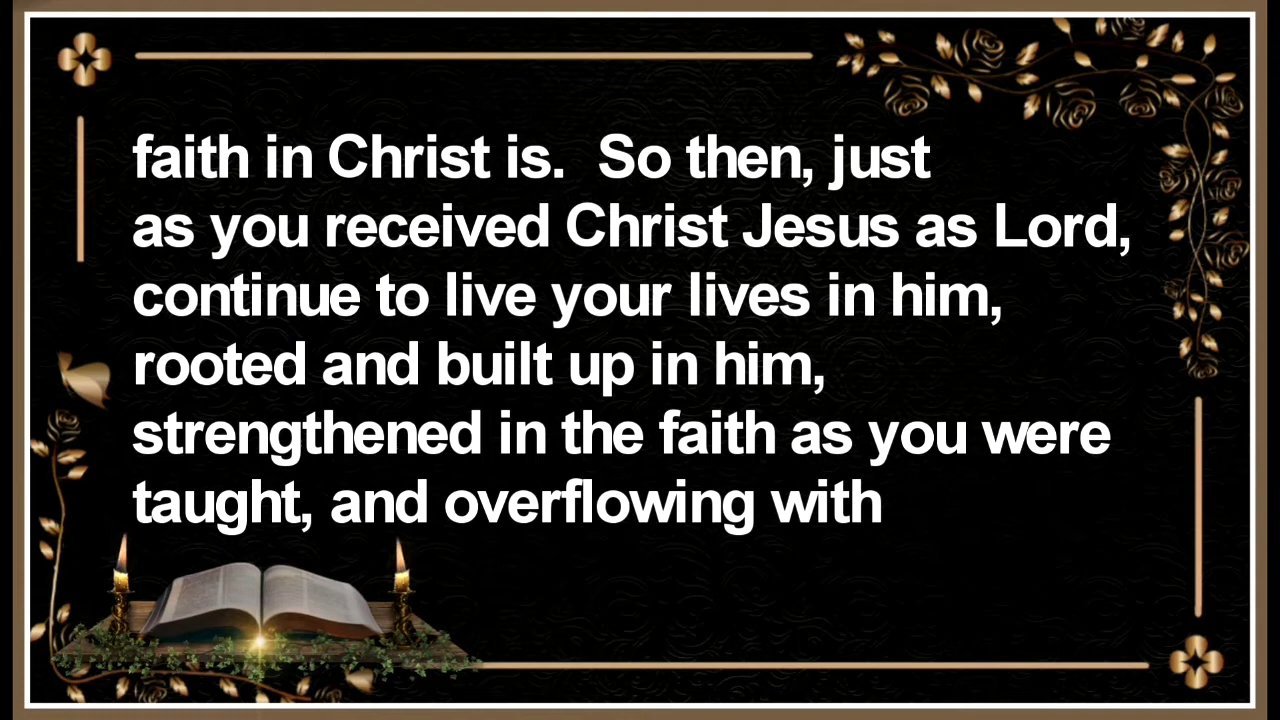 faith in Christ is.  So then, just
as you received Christ Jesus as Lord,
continue to live your lives in him,
rooted and built up in him,
strengthened in the faith as you were
taught, and overflowing with